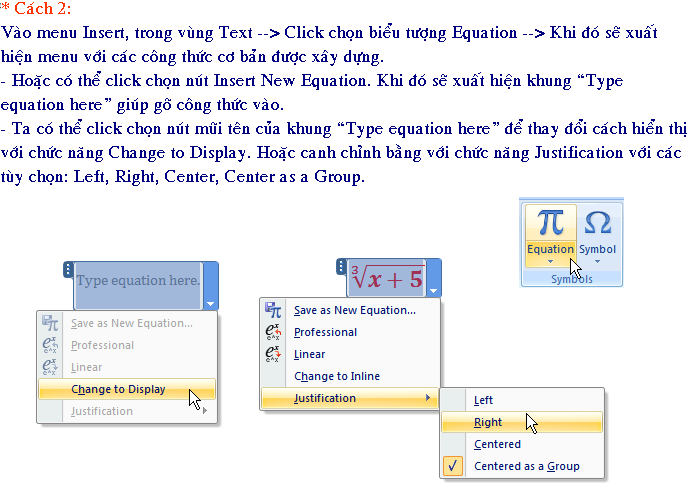 * Cách 2:
Vào menu Insert, trong vùng Text --> Click chọn biểu tượng Equation --> Khi đó sẽ xuất
hiện menu với các công thức cơ bản được xây dựng.
- Hoặc có thể click chọn nút Insert New Equation. Khi đó sẽ xuất hiện khung “Type
equation here” giúp gõ công thức vào.
- Ta có thể click chọn nút mũi tên của khung “Type equation here” để thay đổi cách hiển thị
với chức năng Change to Display. Hoặc canh chỉnh bằng với chức năng Justification với các
tùy chọn: Left, Right, Center, Center as a Group.
π Ω
Equation Symbol
Symbols
Type equation here.
Save as New Equation...
Professional
Linear
Change to Display
Justification
∛(x + 5)
Save as New Equation...
Professional
Linear
Change to Inline
Justification
Left
Right
Centered
Centered as a Group